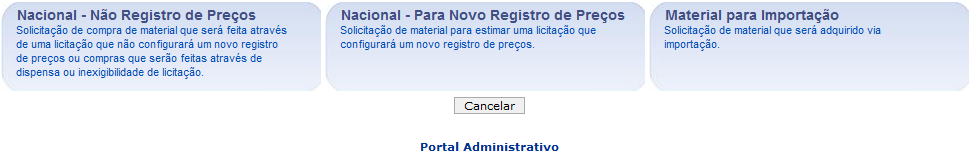 Nacional - Não Registro de Preços
Solicitação de compra de material que será feita através
de uma licitação que não configurará um novo registro
de preços ou compras que serão feitas através de
dispensa ou inexigibilidade de licitação.
Nacional - Para Novo Registro de Preços
Solicitação de material para estimar uma licitação que
configurará um novo registro de preços.
Material para Importação
Solicitação de material que será adquirido via
importação.
Cancelar
Portal Administrativo